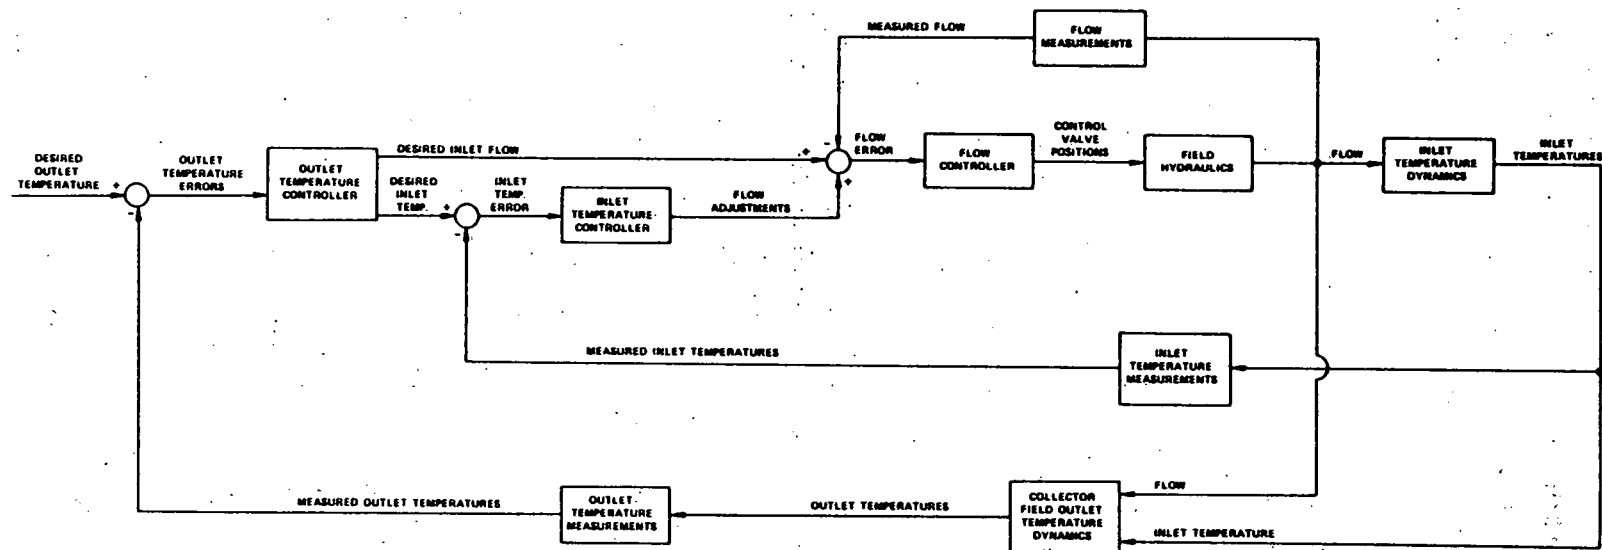 MEASURED FLOW
FLOW
MEASUREMENTS
DESIRED
OUTLET
TEMPERATURE
+
-
OUTLET
TEMPERATURE
ERRORS
OUTLET
TEMPERATURE
CONTROLLER
DESIRED INLET FLOW
DESIRED
INLET
TEMP.
+
-
INLET
TEMP.
ERROR
INLET
TEMPERATURE
CONTROLLER
FLOW
ADJUSTMENTS
+
-
+
FLOW
ERROR
FLOW
CONTROLLER
CONTROL
VALVE
POSITIONS
FIELD
HYDRAULICS
FLOW
INLET
TEMPERATURE
DYNAMICS
INLET
TEMPERATURES
MEASURED INLET TEMPERATURES
INLET
TEMPERATURE
MEASUREMENTS
MEASURED OUTLET TEMPERATURES
OUTLET
TEMPERATURE
MEASUREMENTS
OUTLET TEMPERATURES
COLLECTOR
FIELD OUTLET
TEMPERATURE
DYNAMICS
FLOW
INLET TEMPERATURE